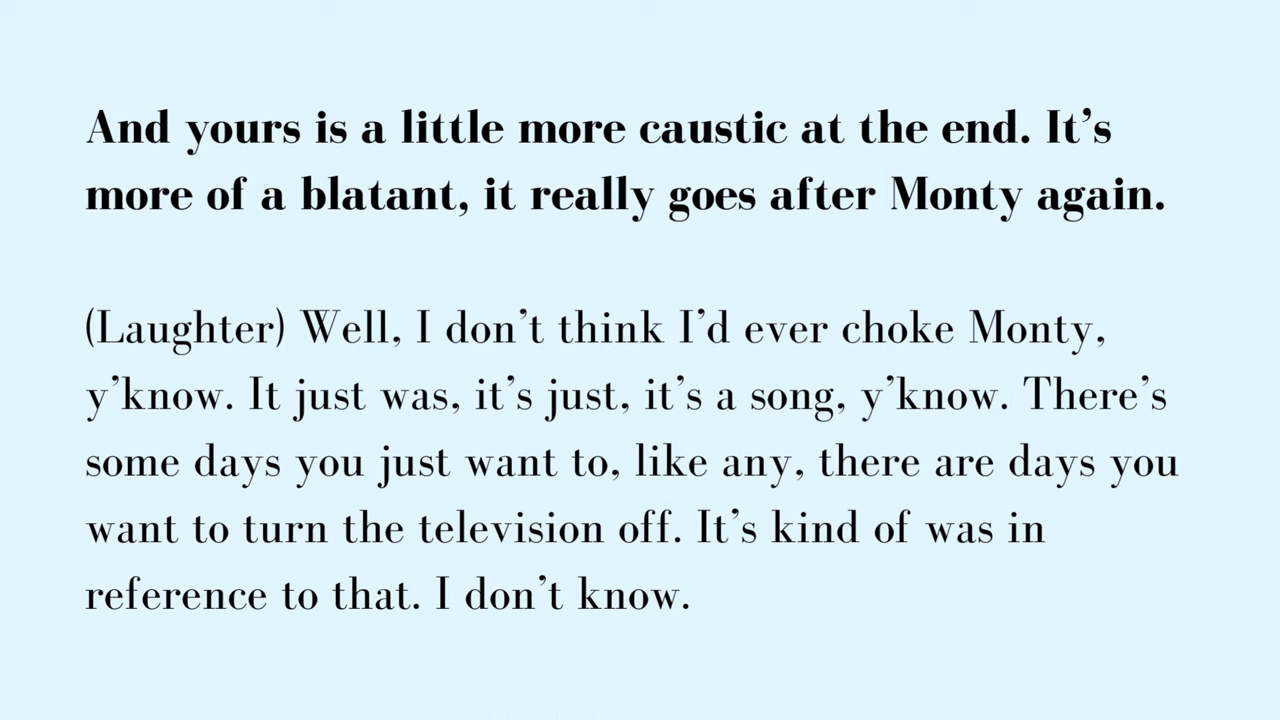 And yours is a little more caustic at the end. It’s
more of a blatant, it really goes after Monty again.
(Laughter) Well, I don’t think I’d ever choke Monty,
y’know. It just was, it’s just, it’s a song, y’know. There’s
some days you just want to, like any, there are days you
want to turn the television off. It’s kind of was in
reference to that. I don’t know.